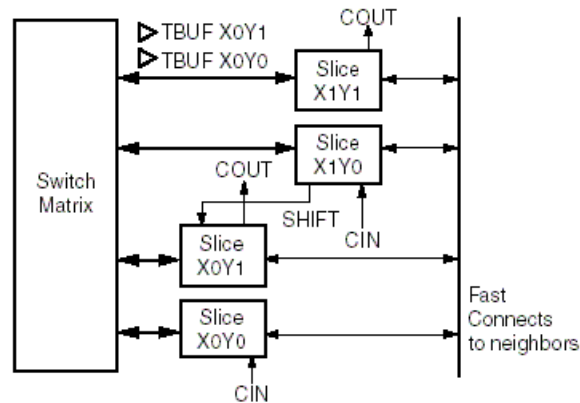 TBUF X0Y1
TBUF X0Y0
COUT
Slice
X1Y1
Slice
X1Y0
Switch
Matrix
COUT
SHIFT
CIN
Slice
X0Y1
Slice
X0Y0
CIN
Fast
Connects
to neighbors